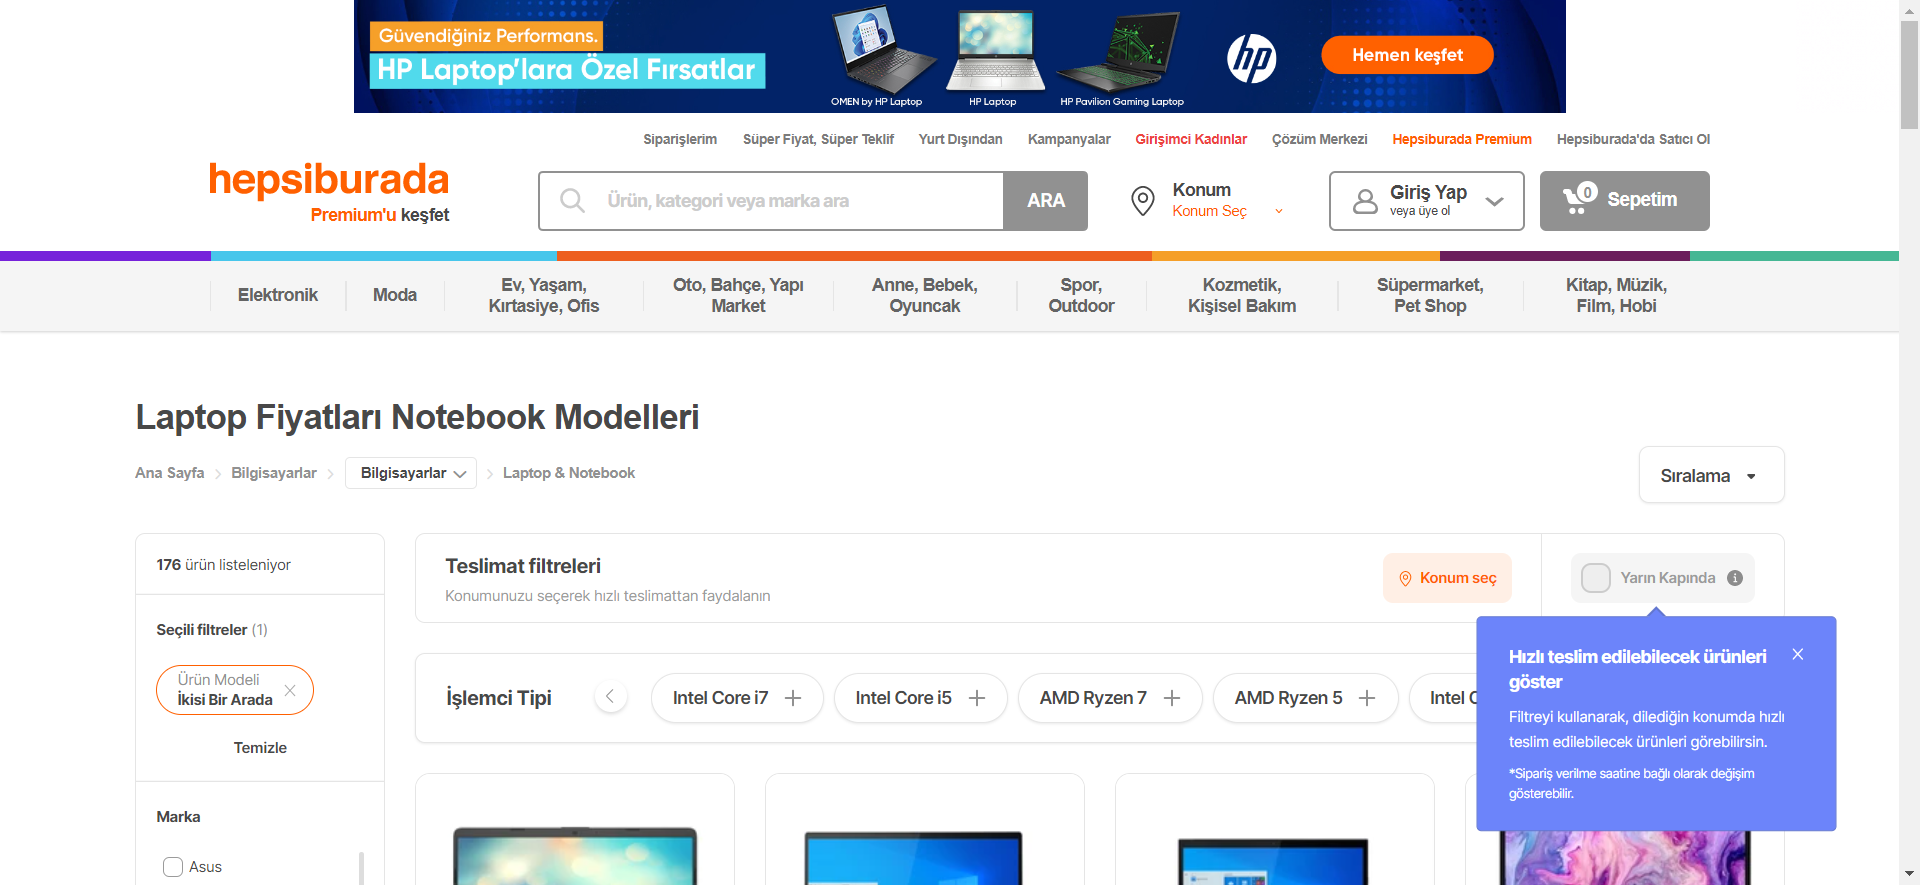 Güvendiğiniz Performans.
HP Laptop'lara Özel Fırsatlar
OMEN by HP Laptop
HP Laptop
HP Pavilion Gaming Laptop
hp
Hemen keşfet
Siparişlerim
Süper Fiyat, Süper Teklif
Yurt Dışından
Kampanyalar
Girişimci Kadınlar
Çözüm Merkezi
Hepsiburada Premium
Hepsiburada'da Satıcı Ol
hepsiburada
Premium'u keşfet
Ürün, kategori veya marka ara
ARA
Konum
Konum Seç
Giriş Yap
veya üye ol
0
Sepetim
Elektronik
Moda
Ev, Yaşam,
Kırtasiye, Ofis
Oto, Bahçe, Yapı
Market
Anne, Bebek,
Oyuncak
Spor,
Outdoor
Kozmetik,
Kişisel Bakım
Süpermarket,
Pet Shop
Kitap, Müzik,
Film, Hobi
Laptop Fiyatları Notebook Modelleri
Ana Sayfa
Bilgisayarlar
Bilgisayarlar
Laptop & Notebook
Sıralama
176 ürün listeleniyor
Seçili filtreler (1)
Ürün Modeli
İkisi Bir Arada
Temizle
Marka
Asus
Teslimat filtreleri
Konumunuzu seçerek hızlı teslimattan faydalanın
Konum seç
Yarın Kapında
İşlemci Tipi
Intel Core i7
Intel Core i5
AMD Ryzen 7
AMD Ryzen 5
Intel C
Hızlı teslim edilebilecek ürünleri
göster
Filtreyi kullanarak, dilediğin konumda hızlı
teslim edilebilecek ürünleri görebilirsin.
*Sipariş verilme saatine bağlı olarak değişim
gösterebilir.